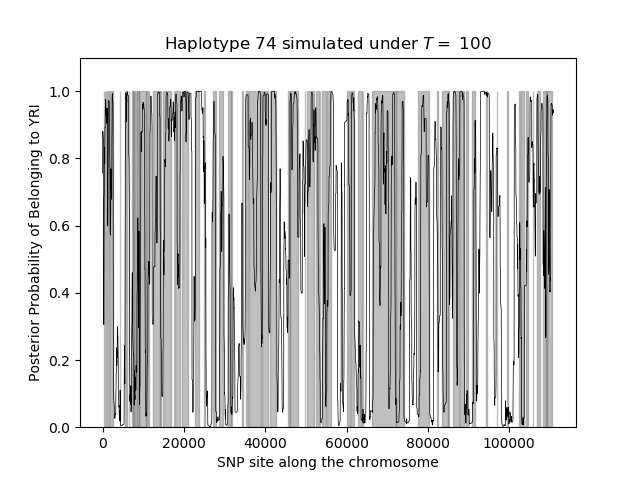 Haplotype 74 simulated under T = 100
Posterior Probability of Belonging to YRI
1.0
0.8
0.6
0.4
0.2
0.0
0 20000 40000 60000 80000 100000
SNP site along the chromosome